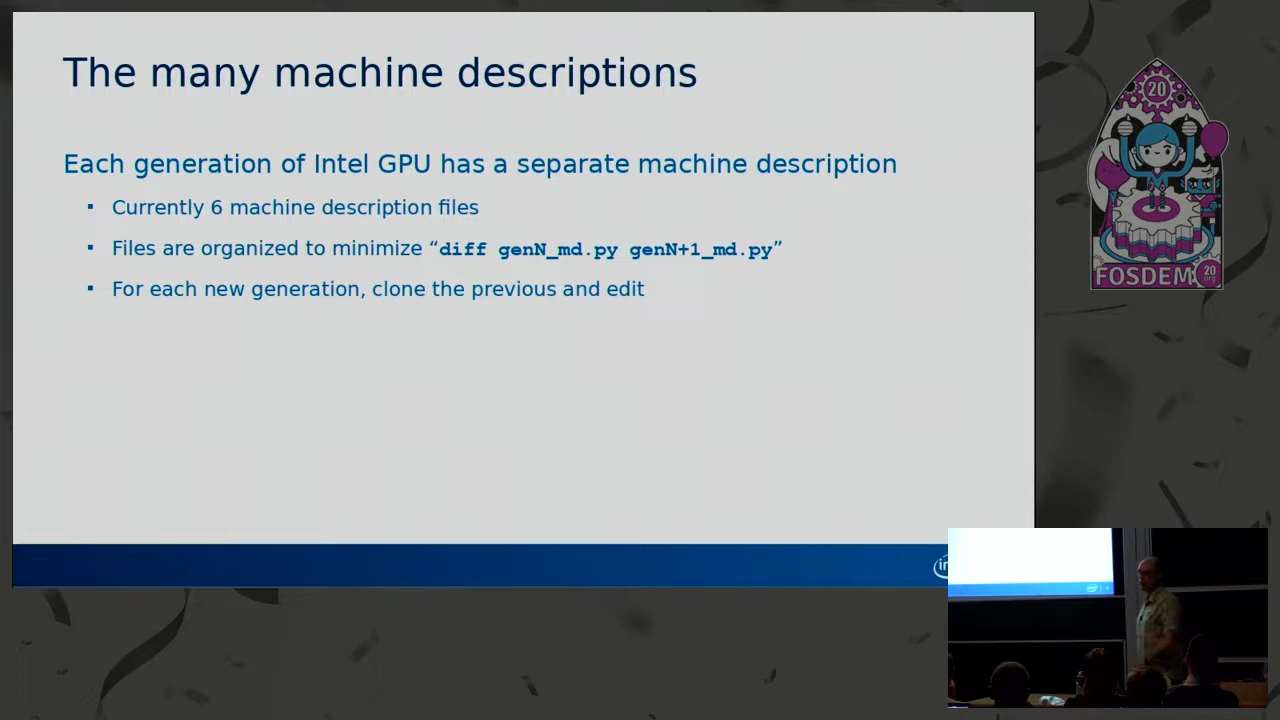 The many machine descriptions
Each generation of Intel GPU has a separate machine description
Currently 6 machine description files
Files are organized to minimize “diff genN_md.py genN+1_md.py”
For each new generation, clone the previous and edit
20
FOSDEM
20
org